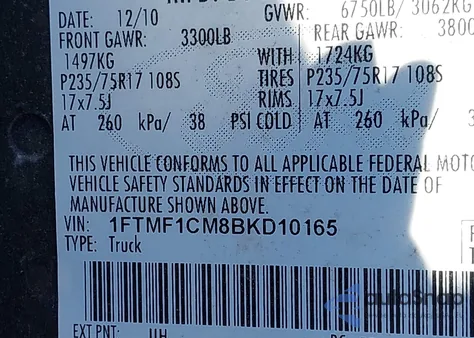 DATE: 12/10 GVWR: 6750LB/ 3062KG
FRONT GAWR: 3300LB REAR GAWR: 3800
1497KG WITH 1724KG
P235/75R17 108S TIRES P235/75R17 108S
17x7.5J RIMS 17x7.5J
AT 260 kPa/ 38 PSI COLD AT 260 kPa/
THIS VEHICLE CONFORMS TO ALL APPLICABLE FEDERAL MOTO
VEHICLE SAFETY STANDARDS IN EFFECT ON THE DATE OF
MANUFACTURE SHOWN ABOVE.
VIN: 1FTMF1CM8BKD10165
TYPE: Truck
autoSnap
EXT PNT: